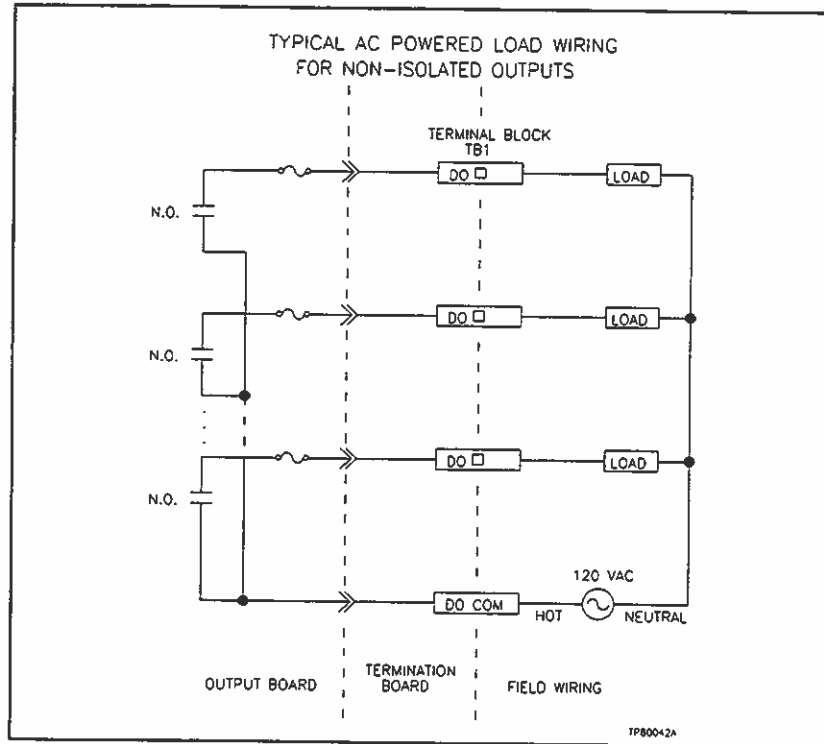 TYPICAL AC POWERED LOAD WIRING
FOR NON-ISOLATED OUTPUTS
TERMINAL BLOCK
TB1
DO
LOAD
N.O.
DO
LOAD
N.O.
DO
LOAD
N.O.
120 VAC
DO COM
HOT
NEUTRAL
OUTPUT BOARD
TERMINATION
BOARD
FIELD WIRING
TP80042A